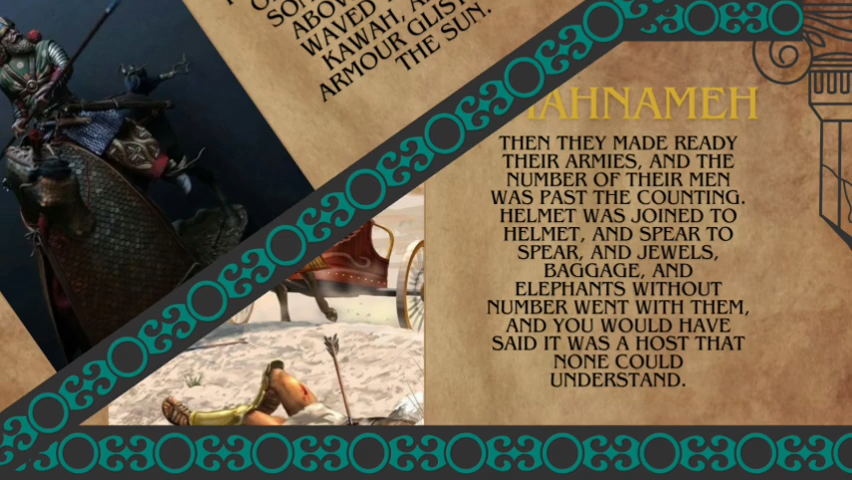 ABOV
WAVED
KAWAH, A
ARMOUR GLIS
THE SUN.
AHNAMEH
THEN THEY MADE READY
THEIR ARMIES, AND THE
NUMBER OF THEIR MEN
WAS PAST THE COUNTING.
HELMET WAS JOINED TO
HELMET, AND SPEAR TO
SPEAR, AND JEWELS,
BAGGAGE, AND
ELEPHANTS WITHOUT
NUMBER WENT WITH THEM,
AND YOU WOULD HAVE
SAID IT WAS A HOST THAT
NONE COULD
UNDERSTAND.